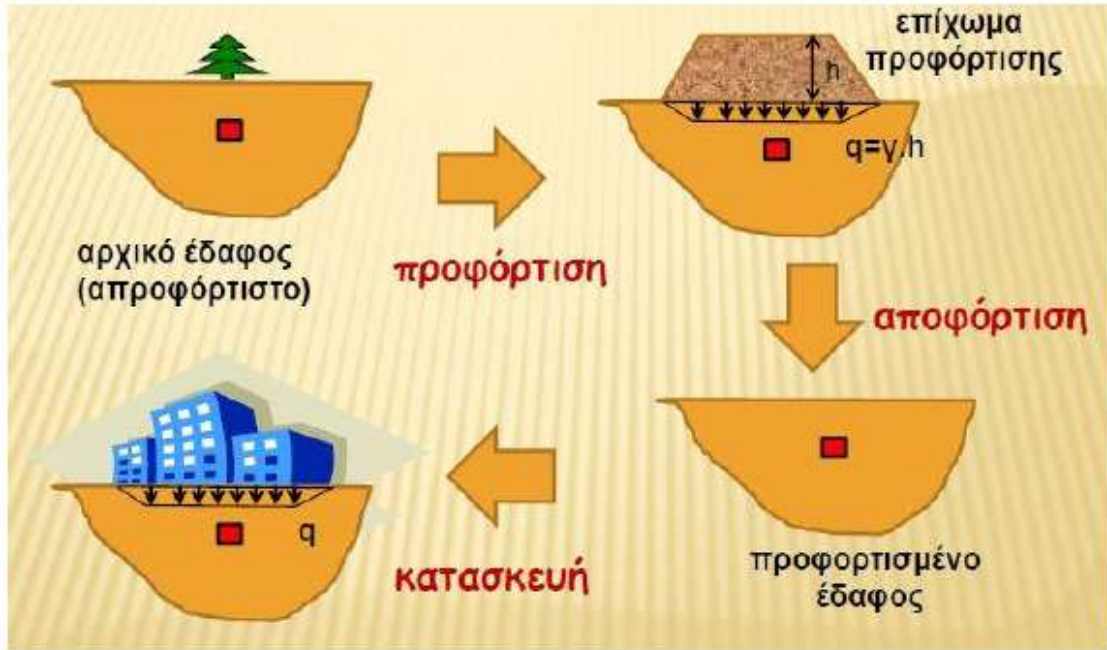 επίχωμα
προφόρτισης
h
q=γ.h
αρχικό έδαφος
(απροφόρτιστο)
προφόρτιση
αποφόρτιση
q
κατασκευή
προφορτισμένο
έδαφος